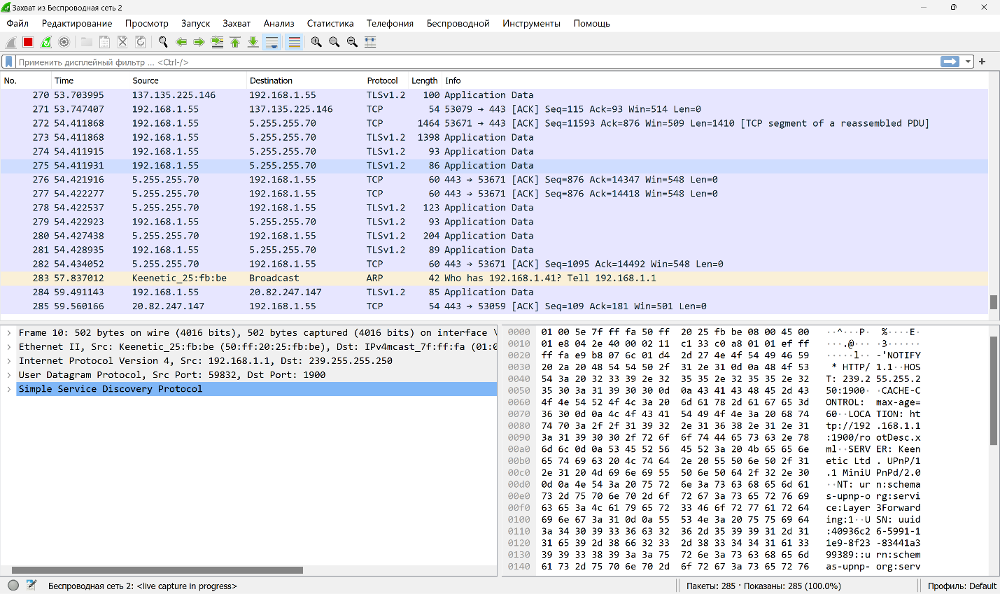 Захват из Беспроводная сеть 2
Файл Редактирование Просмотр Запуск Захват Анализ Статистика Телефония Беспроводной Инструменты Помощь
Применить дисплейный фильтр ... <Ctrl-/>
No. Time Source Destination Protocol Length Info
270 53.703995 137.135.225.146 192.168.1.55 TLSv1.2 100 Application Data
271 53.747407 192.168.1.55 137.135.225.146 TCP 54 53079 → 443 [ACK] Seq=115 Ack=93 Win=514 Len=0
272 54.411868 192.168.1.55 5.255.255.70 TCP 1464 53671 → 443 [ACK] Seq=11593 Ack=876 Win=509 Len=1410 [TCP segment of a reassembled PDU]
273 54.411868 192.168.1.55 5.255.255.70 TLSv1.2 1398 Application Data
274 54.411915 192.168.1.55 5.255.255.70 TLSv1.2 93 Application Data
275 54.411931 192.168.1.55 5.255.255.70 TLSv1.2 86 Application Data
276 54.421916 5.255.255.70 192.168.1.55 TCP 60 443 → 53671 [ACK] Seq=876 Ack=14347 Win=548 Len=0
277 54.422277 5.255.255.70 192.168.1.55 TCP 60 443 → 53671 [ACK] Seq=876 Ack=14418 Win=548 Len=0
278 54.422537 5.255.255.70 192.168.1.55 TLSv1.2 123 Application Data
279 54.422923 5.255.255.70 192.168.1.55 TLSv1.2 93 Application Data
280 54.427438 5.255.255.70 192.168.1.55 TLSv1.2 204 Application Data
281 54.428935 192.168.1.55 5.255.255.70 TLSv1.2 89 Application Data
282 54.434052 5.255.255.70 192.168.1.55 TCP 60 443 → 53671 [ACK] Seq=1095 Ack=14492 Win=548 Len=0
283 57.837012 Keenetic_25:fb:be Broadcast ARP 42 Who has 192.168.1.41? Tell 192.168.1.1
284 59.491143 192.168.1.55 20.82.247.147 TLSv1.2 85 Application Data
285 59.560166 20.82.247.147 192.168.1.55 TCP 54 443 → 53059 [ACK] Seq=109 Ack=181 Win=501 Len=0
Frame 10: 502 bytes on wire (4016 bits), 502 bytes captured (4016 bits) on interface \
Ethernet II, Src: Keenetic_25:fb:be (50:ff:20:25:fb:be), Dst: IPv4mcast_7f:ff:fa (01:0
Internet Protocol Version 4, Src: 192.168.1.1, Dst: 239.255.255.250
User Datagram Protocol, Src Port: 59832, Dst Port: 1900
Simple Service Discovery Protocol
0000 01 00 5e 7f ff fa 50 ff 20 25 fb be 08 00 45 00 ··^···P· %····E·
0010 01 e8 04 2e 40 00 02 11 c1 33 c0 a8 01 01 ef ff ···.@··· ·3······
0020 ff fa e9 b8 07 6c 01 d4 2d 27 4e 4f 54 49 46 59 ·····l·· -'NOTIFY
0030 20 2a 20 48 54 54 50 2f 31 2e 31 0d 0a 48 4f 53 * HTTP/ 1.1··HOS
0040 54 3a 20 32 33 39 2e 32 35 35 2e 32 35 35 2e 32 T: 239.2 55.255.2
0050 35 30 3a 31 39 30 30 0d 0a 43 41 43 48 45 2d 43 50:1900· ·CACHE-C
0060 4f 4e 54 52 4f 4c 3a 20 6d 61 78 2d 61 67 65 3d ONTROL: max-age=
0070 36 30 0d 0a 4c 4f 43 41 54 49 4f 4e 3a 20 68 74 60··LOCA TION: ht
0080 74 70 3a 2f 2f 31 39 32 2e 31 36 38 2e 31 2e 31 tp://192 .168.1.1
0090 3a 31 39 30 30 2f 72 6f 6f 74 44 65 73 63 2e 78 :1900/ro otDesc.x
00a0 6d 6c 0d 0a 53 45 52 56 45 52 3a 20 4b 65 65 6e ml··SERV ER: Keen
00b0 65 74 69 63 20 4c 74 64 2e 20 55 50 6e 50 2f 31 etic Ltd . UPnP/1
00c0 2e 31 20 4d 69 6e 69 55 50 6e 50 64 2f 32 2e 30 .1 MiniU PnPd/2.0
00d0 0d 0a 4e 54 3a 20 75 72 6e 3a 73 63 68 65 6d 61 ··NT: ur n:schema
00e0 73 2d 75 70 6e 70 2d 6f 72 67 3a 73 65 72 76 69 s-upnp-o rg:servi
00f0 63 65 3a 4c 61 79 65 72 33 46 6f 72 77 61 72 64 ce:Layer 3Forward
0100 69 6e 67 3a 31 0d 0a 55 53 4e 3a 20 75 75 69 64 ing:1··U SN: uuid
0110 3a 34 30 39 33 36 63 32 36 2d 35 39 39 31 2d 31 :40936c2 6-5991-1
0120 31 65 39 2d 38 66 32 33 2d 38 33 34 34 31 61 33 1e9-8f23 -83441a3
0130 39 39 33 38 39 3a 3a 75 72 6e 3a 73 63 68 65 6d 99389::u rn:schem
0140 61 73 2d 75 70 6e 70 2d 6f 72 67 3a 73 65 72 76 as-upnp- org:serv
Беспроводная сеть 2: <live capture in progress> Пакеты: 285 · Показаны: 285 (100.0%) Профиль: Default